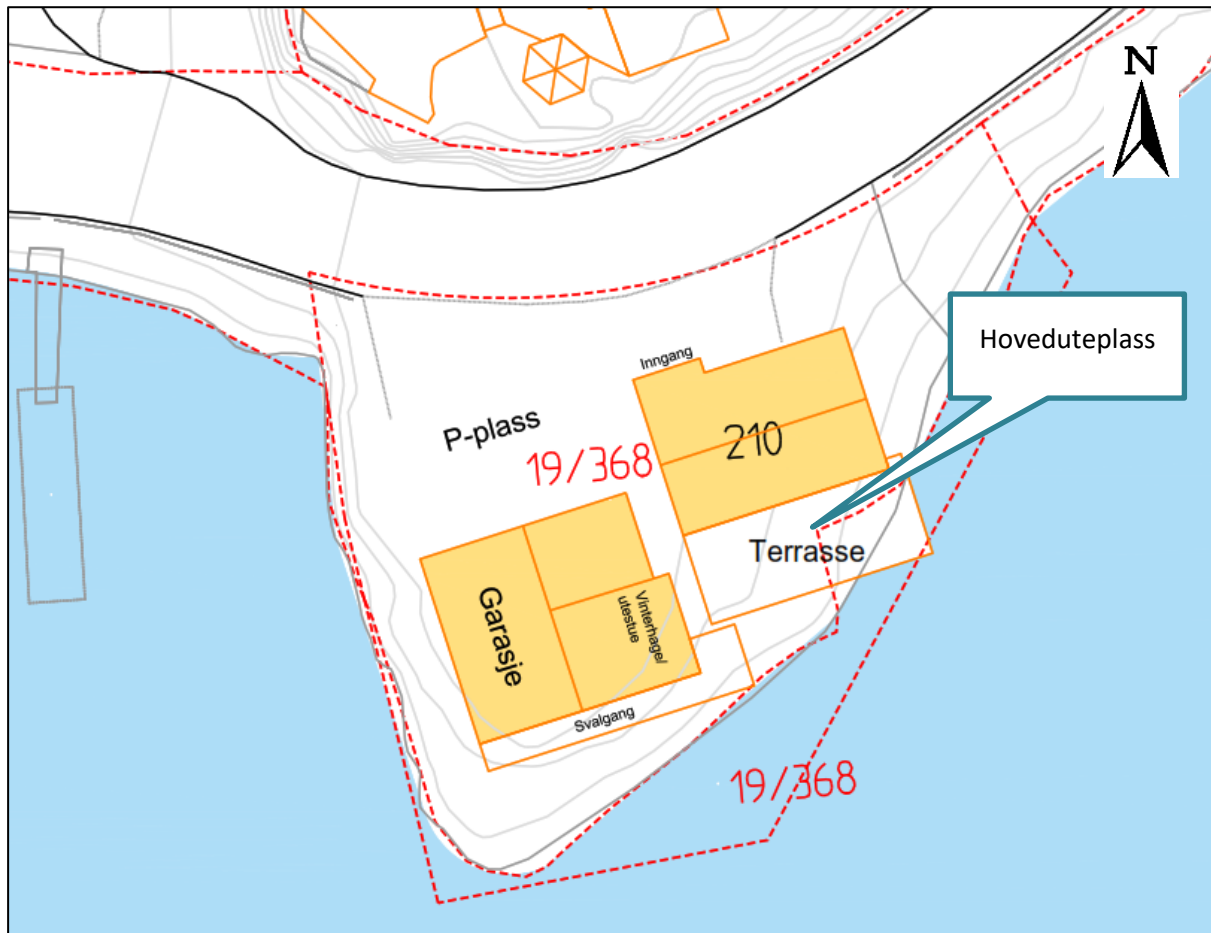 N
Hoveduteplass
Inngang
P-plass
210
19/368
Terrasse
Garasje
Vinterhage/
utestue
Svalgang
19/368